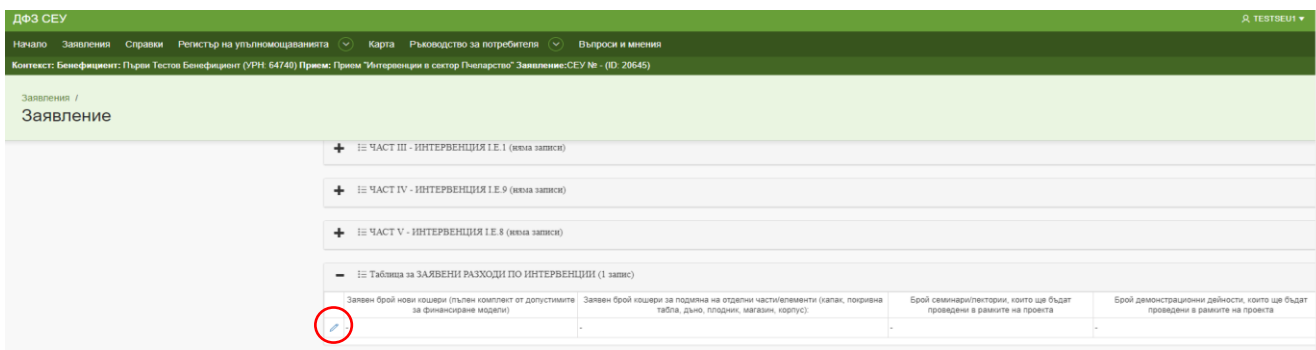 ДФЗ СЕУ
TESTSEU1
Начало Заявления Справки Регистър на упълномощаванията Карта Ръководство за потребителя Въпроси и мнения
Контекст: Бенефициент: Първи Тестов Бенефициент (УРН: 64740) Прием: Прием "Интервенции в сектор Пчеларство" Заявление:СЕУ № - (ID: 20645)
Заявления /
Заявление
ЧАСТ III - ИНТЕРВЕНЦИЯ I.E.1 (няма записи)
ЧАСТ IV - ИНТЕРВЕНЦИЯ I.E.9 (няма записи)
ЧАСТ V - ИНТЕРВЕНЦИЯ I.E.8 (няма записи)
Таблица за ЗАЯВЕНИ РАЗХОДИ ПО ИНТЕРВЕНЦИИ (1 запис)
Заявен брой нови кошери (пълен комплект от допустимите за финансиране модели)
Заявен брой кошери за подмяна на отделни части/елементи (капак, покривна табла, дъно, плодник, магазин, корпус):
Брой семинари/лектории, които ще бъдат проведени в рамките на проекта
Брой демонстрационни дейности, които ще бъдат проведени в рамките на проекта
- - - -